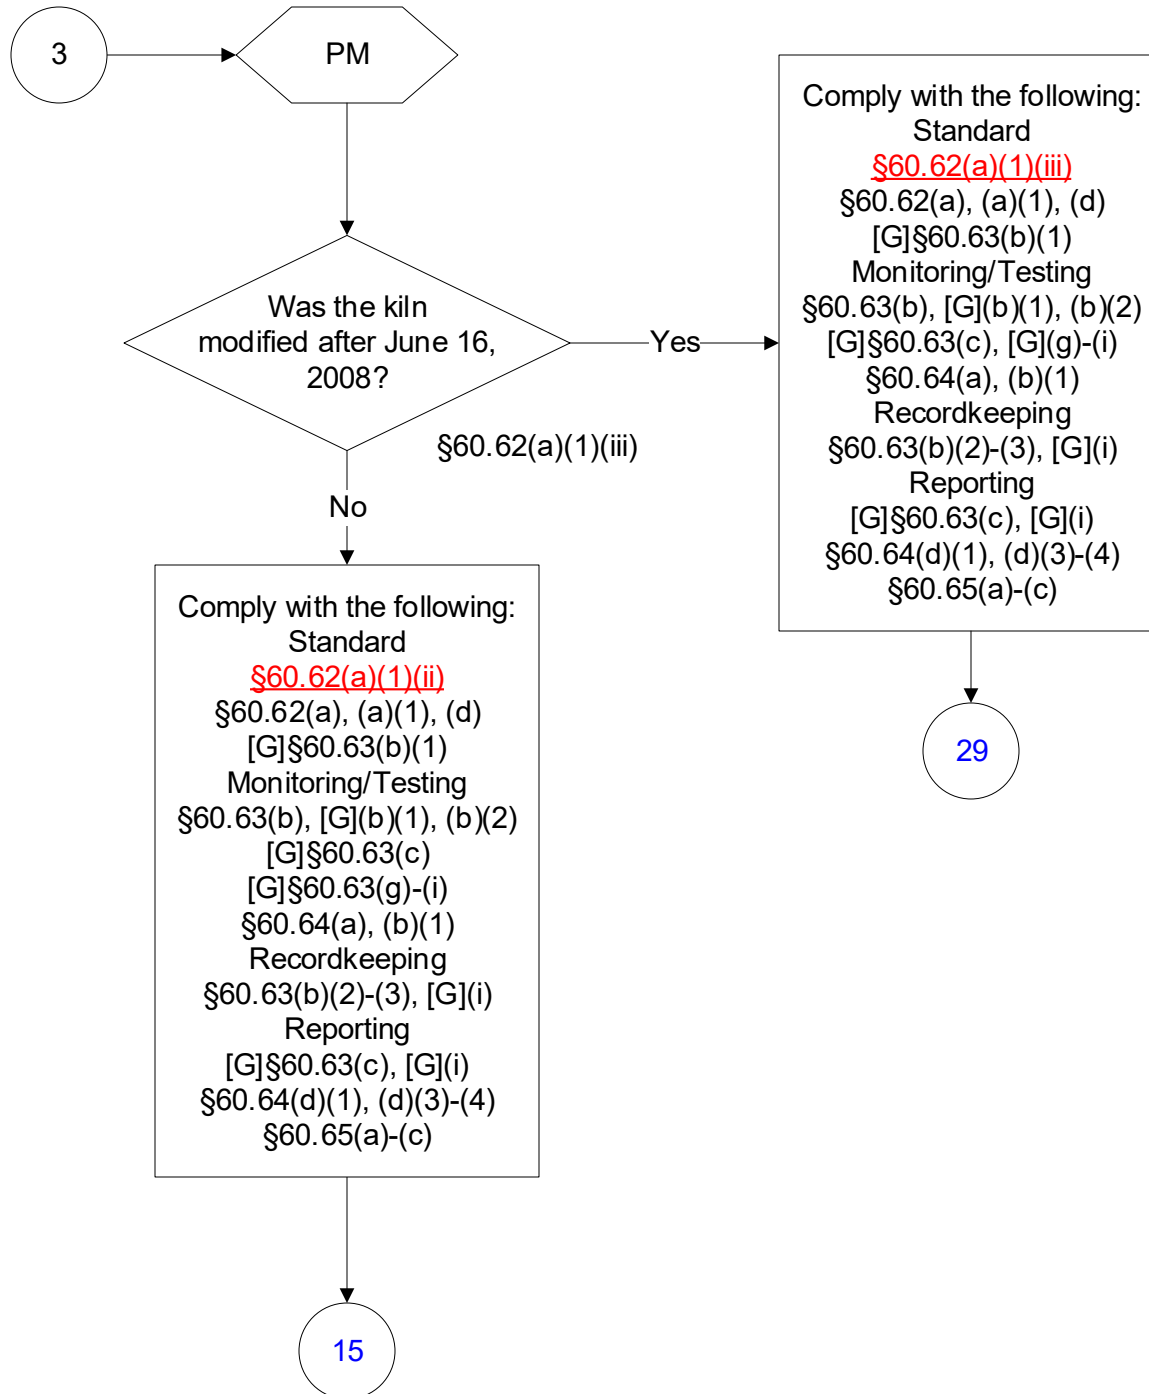 3
PM
Was the kiln
modified after June 16,
2008?
§60.62(a)(1)(iii)
Yes
No
Comply with the following:
Standard
§60.62(a)(1)(iii)
§60.62(a), (a)(1), (d)
[G]§60.63(b)(1)
Monitoring/Testing
§60.63(b), [G](b)(1), (b)(2)
[G]§60.63(c), [G](g)-(i)
§60.64(a), (b)(1)
Recordkeeping
§60.63(b)(2)-(3), [G](i)
Reporting
[G]§60.63(c), [G](i)
§60.64(d)(1), (d)(3)-(4)
§60.65(a)-(c)
29
Comply with the following:
Standard
§60.62(a)(1)(ii)
§60.62(a), (a)(1), (d)
[G]§60.63(b)(1)
Monitoring/Testing
§60.63(b), [G](b)(1), (b)(2)
[G]§60.63(c)
[G]§60.63(g)-(i)
§60.64(a), (b)(1)
Recordkeeping
§60.63(b)(2)-(3), [G](i)
Reporting
[G]§60.63(c), [G](i)
§60.64(d)(1), (d)(3)-(4)
§60.65(a)-(c)
15